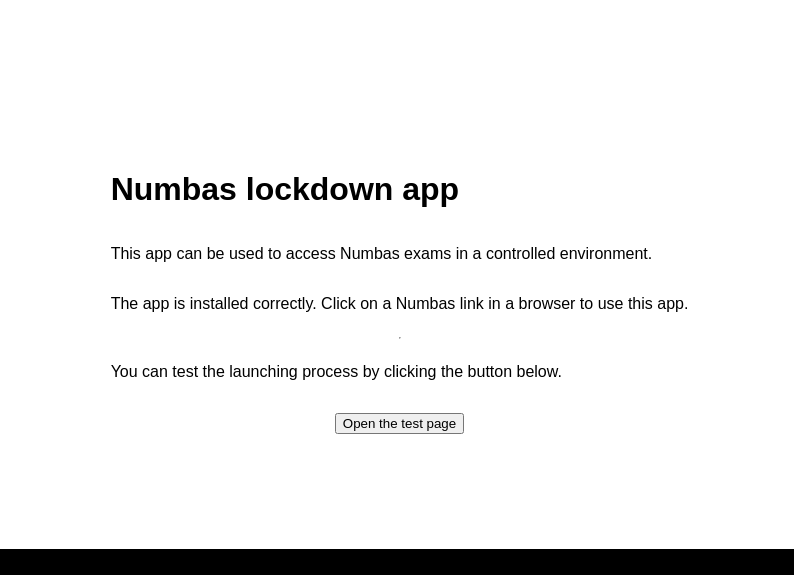 Numbas lockdown app
This app can be used to access Numbas exams in a controlled environment.
The app is installed correctly. Click on a Numbas link in a browser to use this app.
You can test the launching process by clicking the button below.
Open the test page